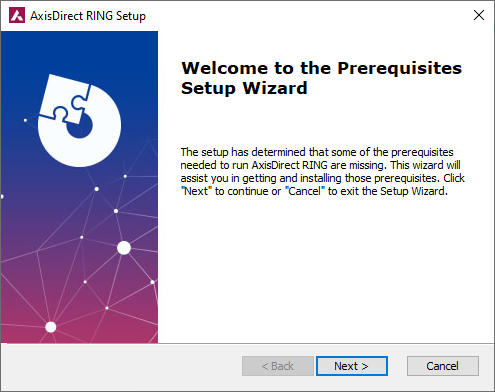 AxisDirect RING Setup
Welcome to the Prerequisites
Setup Wizard
The setup has determined that some of the prerequisites
needed to run AxisDirect RING are missing. This wizard will
assist you in getting and installing those prerequisites. Click
"Next" to continue or "Cancel" to exit the Setup Wizard.
< Back Next > Cancel